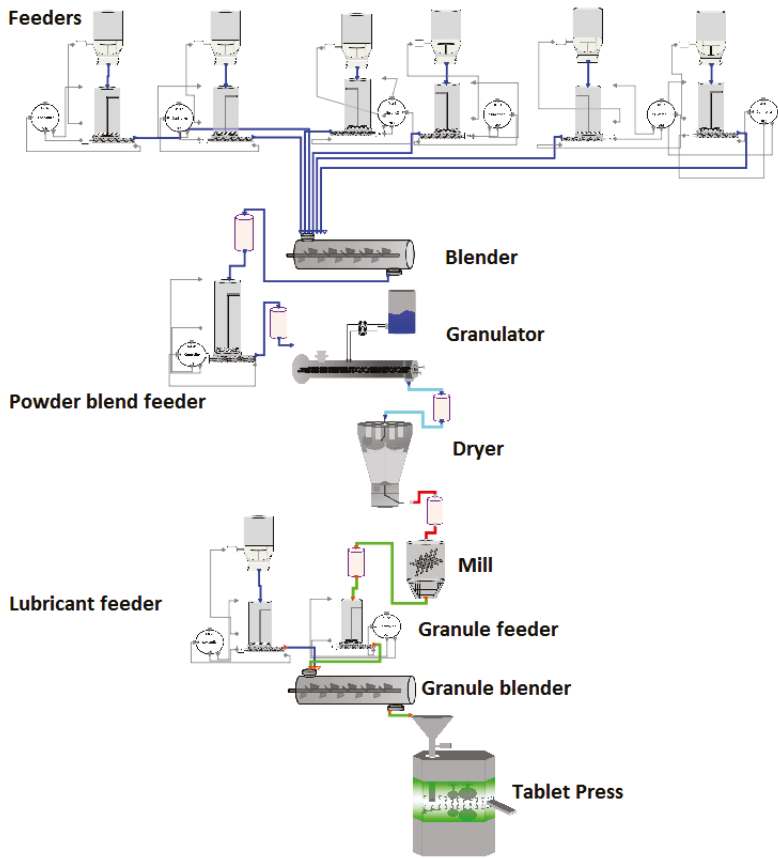 Feeders
Blender
Granulator
Powder blend feeder
Dryer
Mill
Lubricant feeder
Granule feeder
Granule blender
Tablet Press